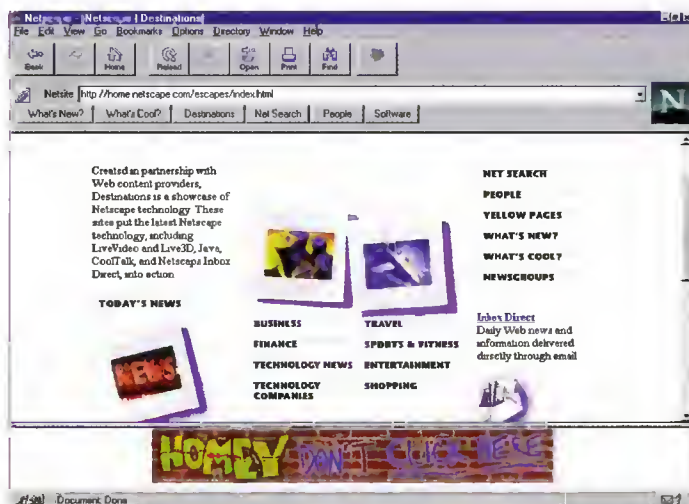 Netscape - [Netscape Destinations]
File Edit View Go Bookmarks Options Directory Window Help
Back Home Reload Open Print Find
Netsite http://home.netscape.com/escapes/index.html
What's New? What's Cool? Destinations Net Search People Software
N
Created in partnership with
Web content providers,
Destinations is a showcase of
Netscape technology. These
sites put the latest Netscape
technology, including
LiveVideo and Live3D, Java,
CoolTalk, and Netscape Inbox
Direct, into action
TODAY'S NEWS
NEWS
BUSINESS
FINANCE
TECHNOLOGY NEWS
TECHNOLOGY
COMPANIES
TRAVEL
SPORTS & FITNESS
ENTERTAINMENT
SHOPPING
NET SEARCH
PEOPLE
YELLOW PAGES
WHAT'S NEW?
WHAT'S COOL?
NEWSGROUPS
Inbox Direct
Daily Web news and
information delivered
directly through email
HOMEY DON'T CLICK HERE
Document: Done